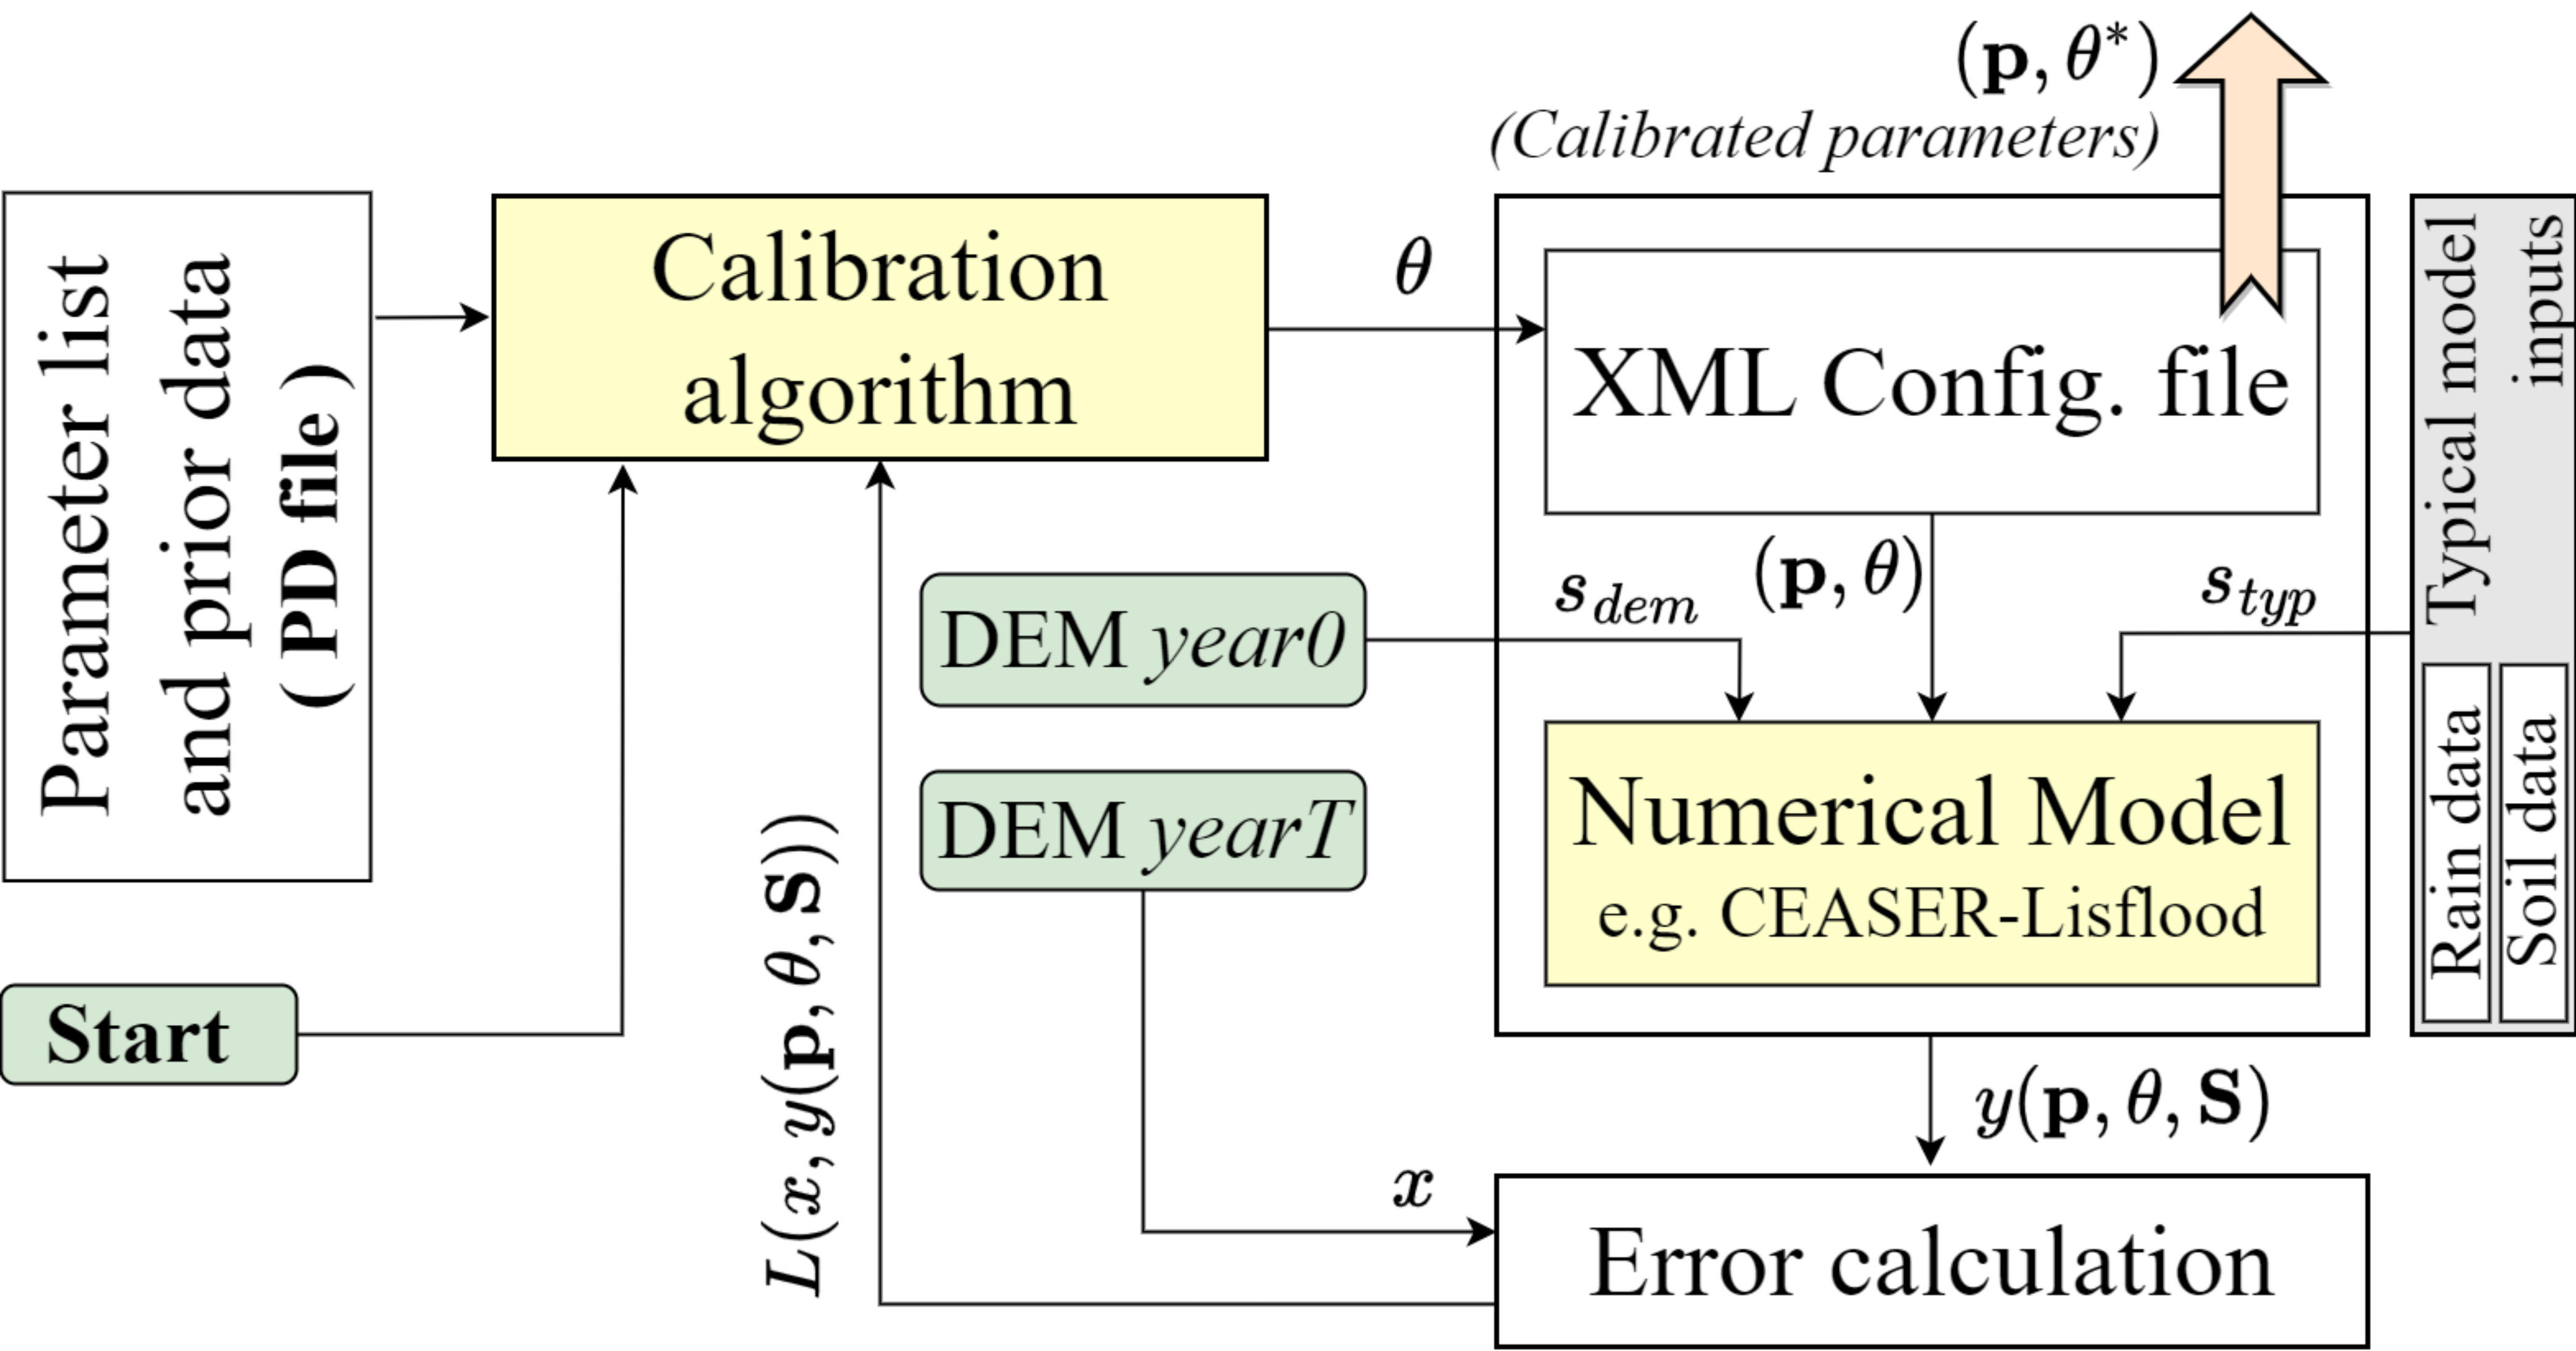 (p, θ*)
(Calibrated parameters)
Parameter list
and prior data
( PD file )
Calibration
algorithm
θ
XML Config. file
Typical model
inputs
(p, θ)
s_dem
s_typ
DEM year0
DEM yearT
Numerical Model
e.g. CEASER-Lisflood
Rain data
Soil data
Start
L(x, y(p, θ, S))
y(p, θ, S)
x
Error calculation